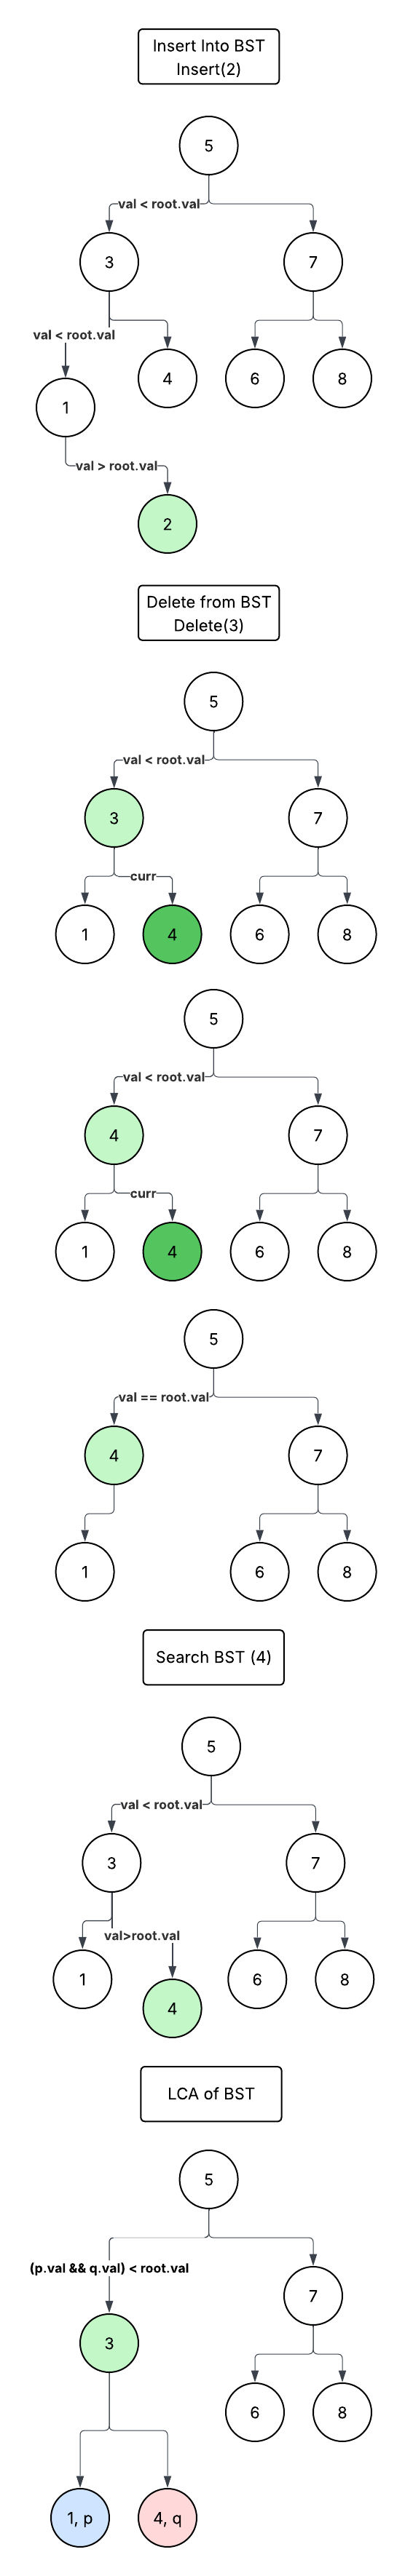 Insert Into BST
Insert(2)
5
val < root.val
3
7
val < root.val
4
6
8
1
val > root.val
2
Delete from BST
Delete(3)
5
val < root.val
3
7
curr
1
4
6
8
5
val < root.val
4
7
curr
1
4
6
8
5
val == root.val
4
7
1
6
8
Search BST (4)
5
val < root.val
3
7
val>root.val
1
6
8
4
LCA of BST
5
(p.val && q.val) < root.val
7
3
6
8
1, p
4, q